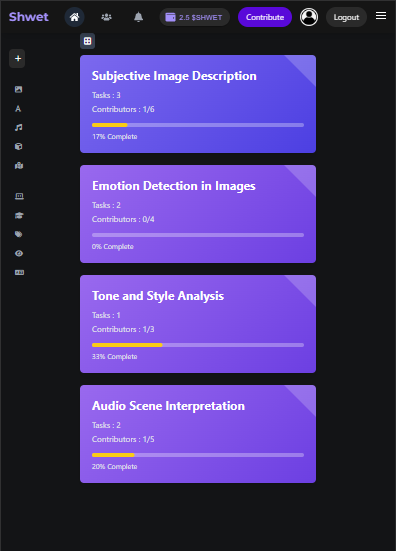 Shwet
2.5 $SHWET
Contribute
Logout
Subjective Image Description
Tasks : 3
Contributors : 1/6
17% Complete
Emotion Detection in Images
Tasks : 2
Contributors : 0/4
0% Complete
Tone and Style Analysis
Tasks : 1
Contributors : 1/3
33% Complete
Audio Scene Interpretation
Tasks : 2
Contributors : 1/5
20% Complete